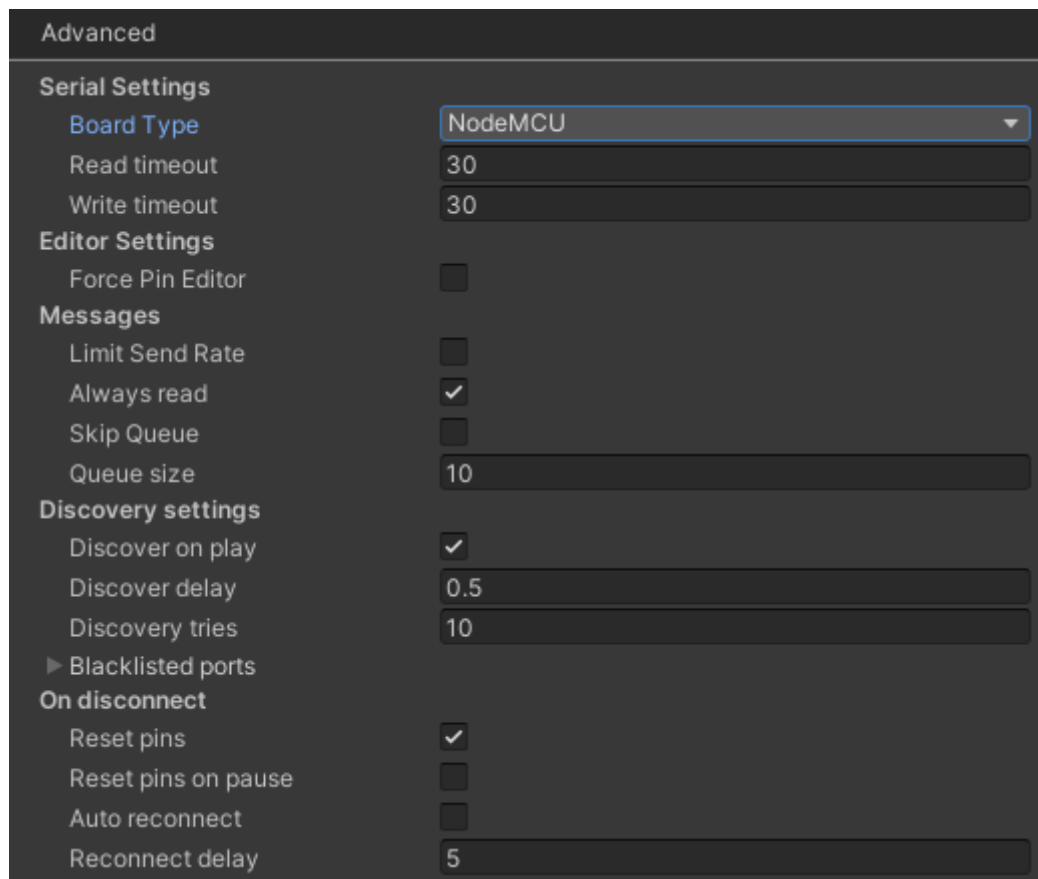 Advanced
Serial Settings
Board Type NodeMCU
Read timeout 30
Write timeout 30
Editor Settings
Force Pin Editor
Messages
Limit Send Rate
Always read
Skip Queue
Queue size 10
Discovery settings
Discover on play
Discover delay 0.5
Discovery tries 10
Blacklisted ports
On disconnect
Reset pins
Reset pins on pause
Auto reconnect
Reconnect delay 5